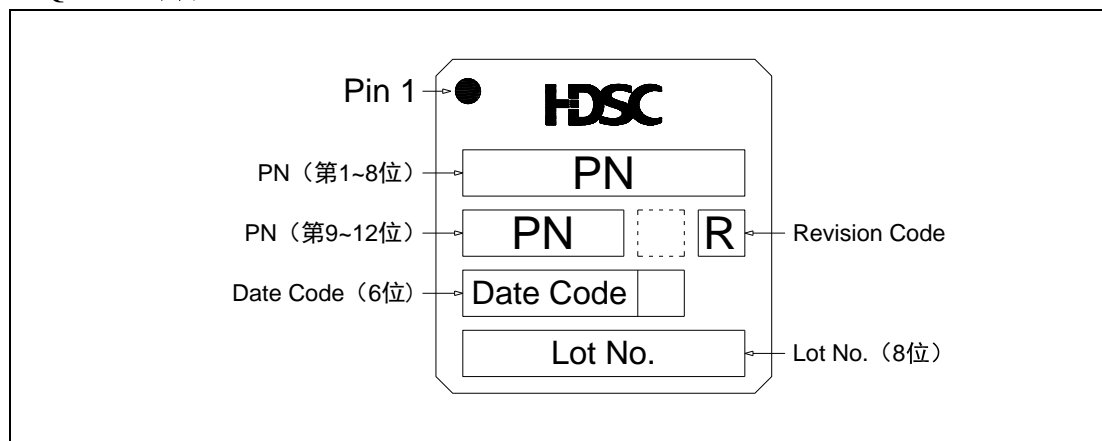 Pin 1
HDSC
PN（第1~8位）
PN
PN（第9~12位）
PN
R
Revision Code
Date Code（6位）
Date Code
Lot No.
Lot No.（8位）